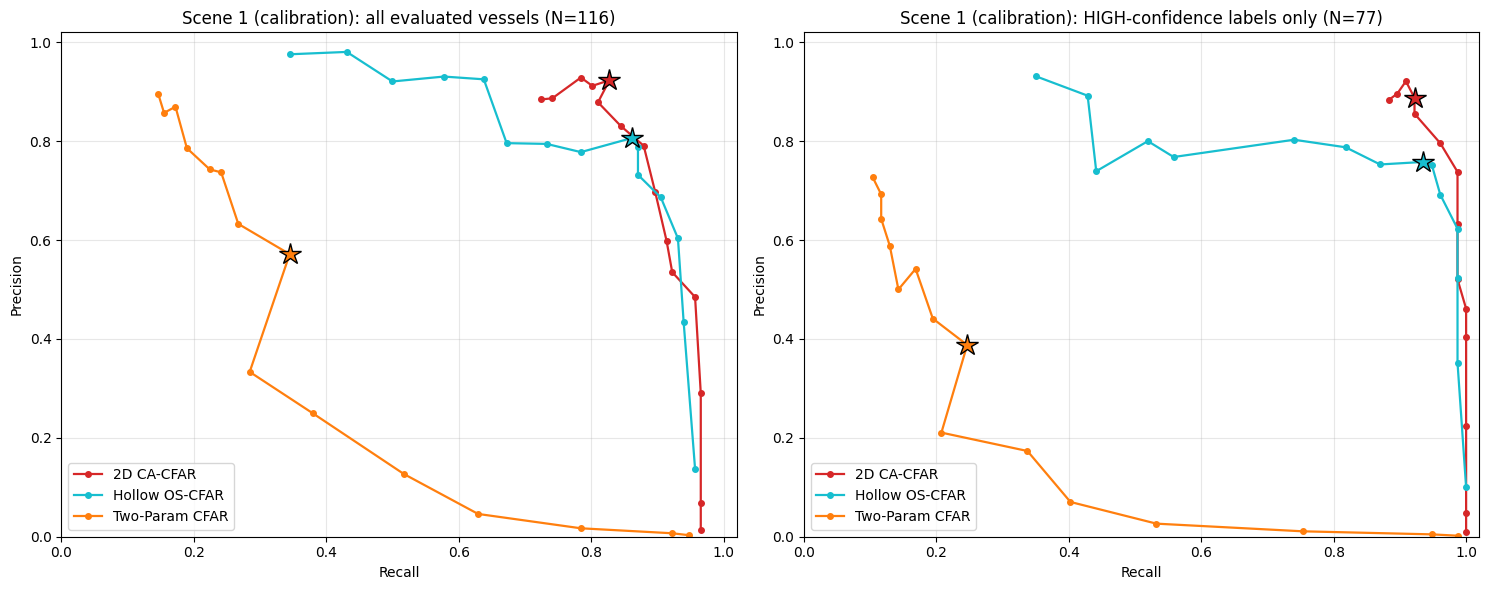 Scene 1 (calibration): all evaluated vessels (N=116)
1.0
0.8
0.6
0.4
0.2
0.0
Precision
0.0 0.2 0.4 0.6 0.8 1.0
Recall
2D CA-CFAR
Hollow OS-CFAR
Two-Param CFAR
Scene 1 (calibration): HIGH-confidence labels only (N=77)
1.0
0.8
0.6
0.4
0.2
0.0
Precision
0.0 0.2 0.4 0.6 0.8 1.0
Recall
2D CA-CFAR
Hollow OS-CFAR
Two-Param CFAR